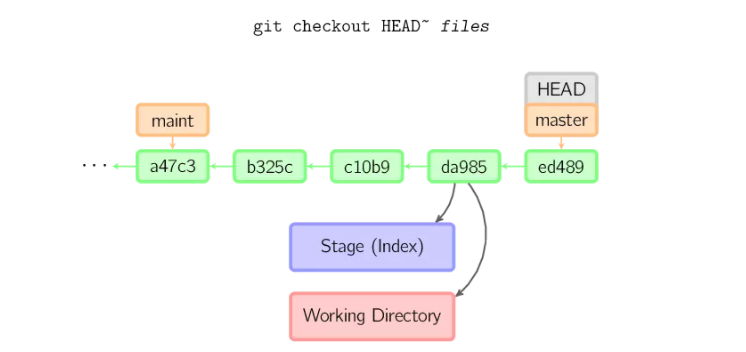 git checkout HEAD~ files
HEAD
maint
master
... a47c3 b325c c10b9 da985 ed489
Stage (Index)
Working Directory